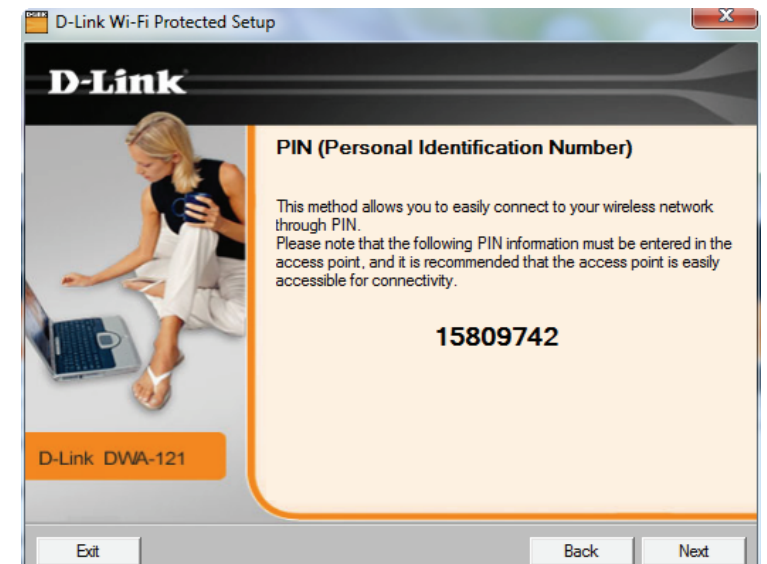 D-Link Wi-Fi Protected Setup
D-Link
PIN (Personal Identification Number)
This method allows you to easily connect to your wireless network
through PIN.
Please note that the following PIN information must be entered in the
access point, and it is recommended that the access point is easily
accessible for connectivity.
15809742
D-Link DWA-121
Exit
Back
Next